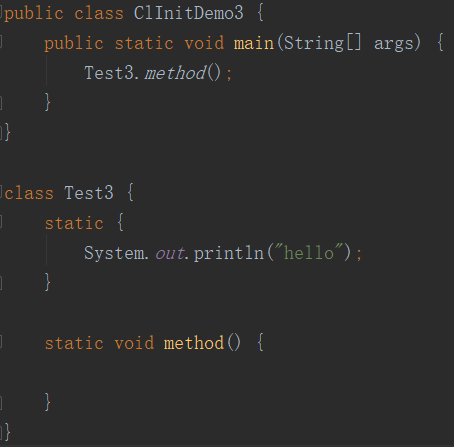 public class ClInitDemo3 {
    public static void main(String[] args) {
        Test3.method();
    }
}

class Test3 {
    static {
        System.out.println("hello");
    }

    static void method() {

    }
}